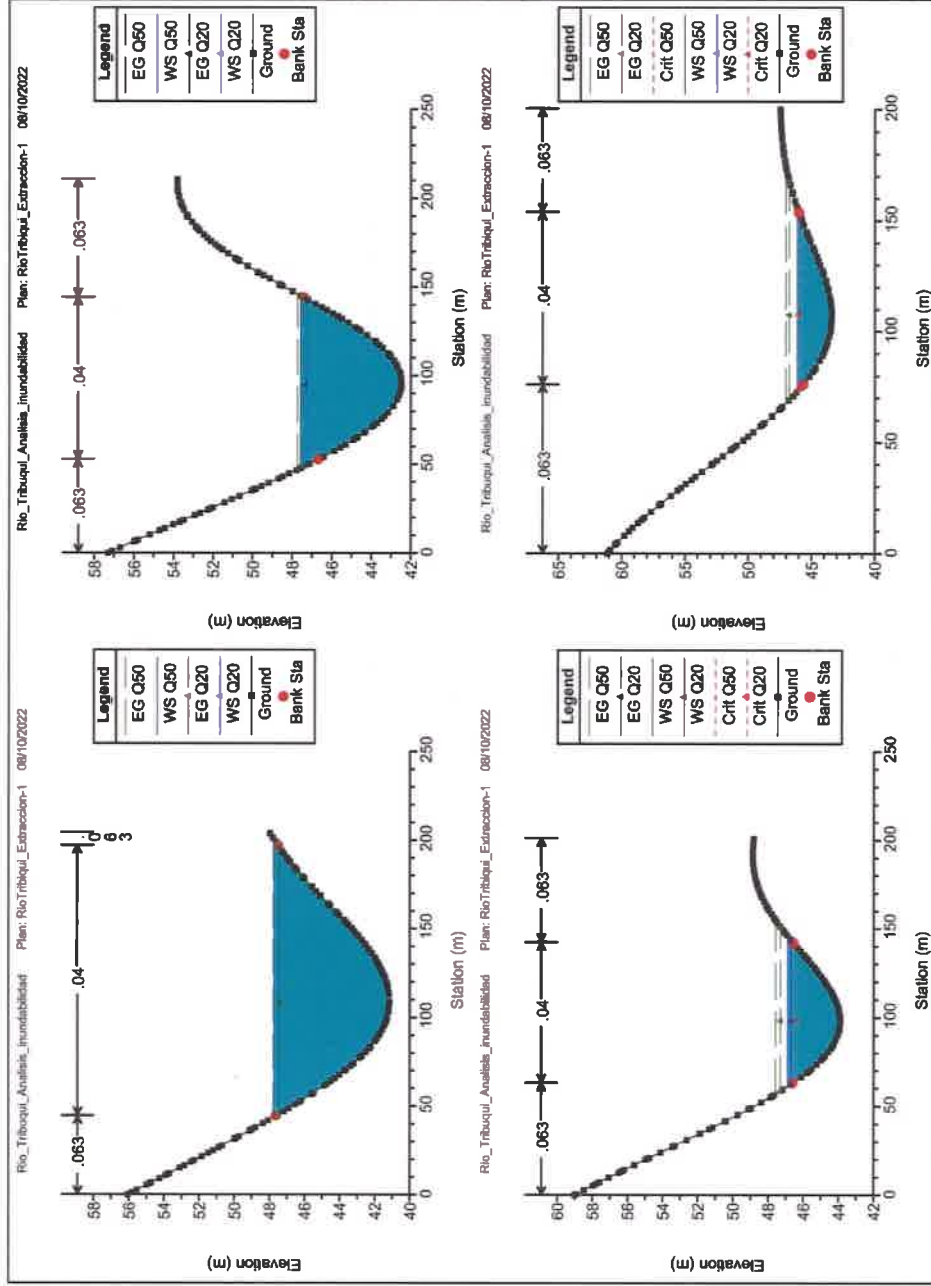 Rio_Tribuqui_Analisis_inundabilidad Plan: RioTribiqui_Extraccion-1 08/10/2022
.063
.04
.063
58
56
54
52
50
48
46
44
42
40
Elevation (m)
0 50 100 150 200 250
Station (m)
Legend
EG Q50
WS Q50
EG Q20
WS Q20
Ground
Bank Sta
Rio_Tribuqui_Analisis_inundabilidad Plan: RioTribiqui_Extraccion-1 08/10/2022
.063
.04
.063
58
56
54
52
50
48
46
44
42
Elevation (m)
0 50 100 150 200 250
Station (m)
Legend
EG Q50
WS Q50
EG Q20
WS Q20
Ground
Bank Sta
Rio_Tribuqui_Analisis_inundabilidad Plan: RioTribiqui_Extraccion-1 08/10/2022
.063
.04
.063
60
58
56
54
52
50
48
46
44
42
Elevation (m)
0 50 100 150 200 250
Station (m)
Legend
EG Q50
EG Q20
WS Q50
WS Q20
Crit Q50
Crit Q20
Ground
Bank Sta
Rio_Tribuqui_Analisis_inundabilidad Plan: RioTribiqui_Extraccion-1 08/10/2022
.063
.04
.063
65
60
55
50
45
40
Elevation (m)
0 50 100 150 200
Station (m)
Legend
EG Q50
EG Q20
Crit Q50
WS Q50
WS Q20
Crit Q20
Ground
Bank Sta